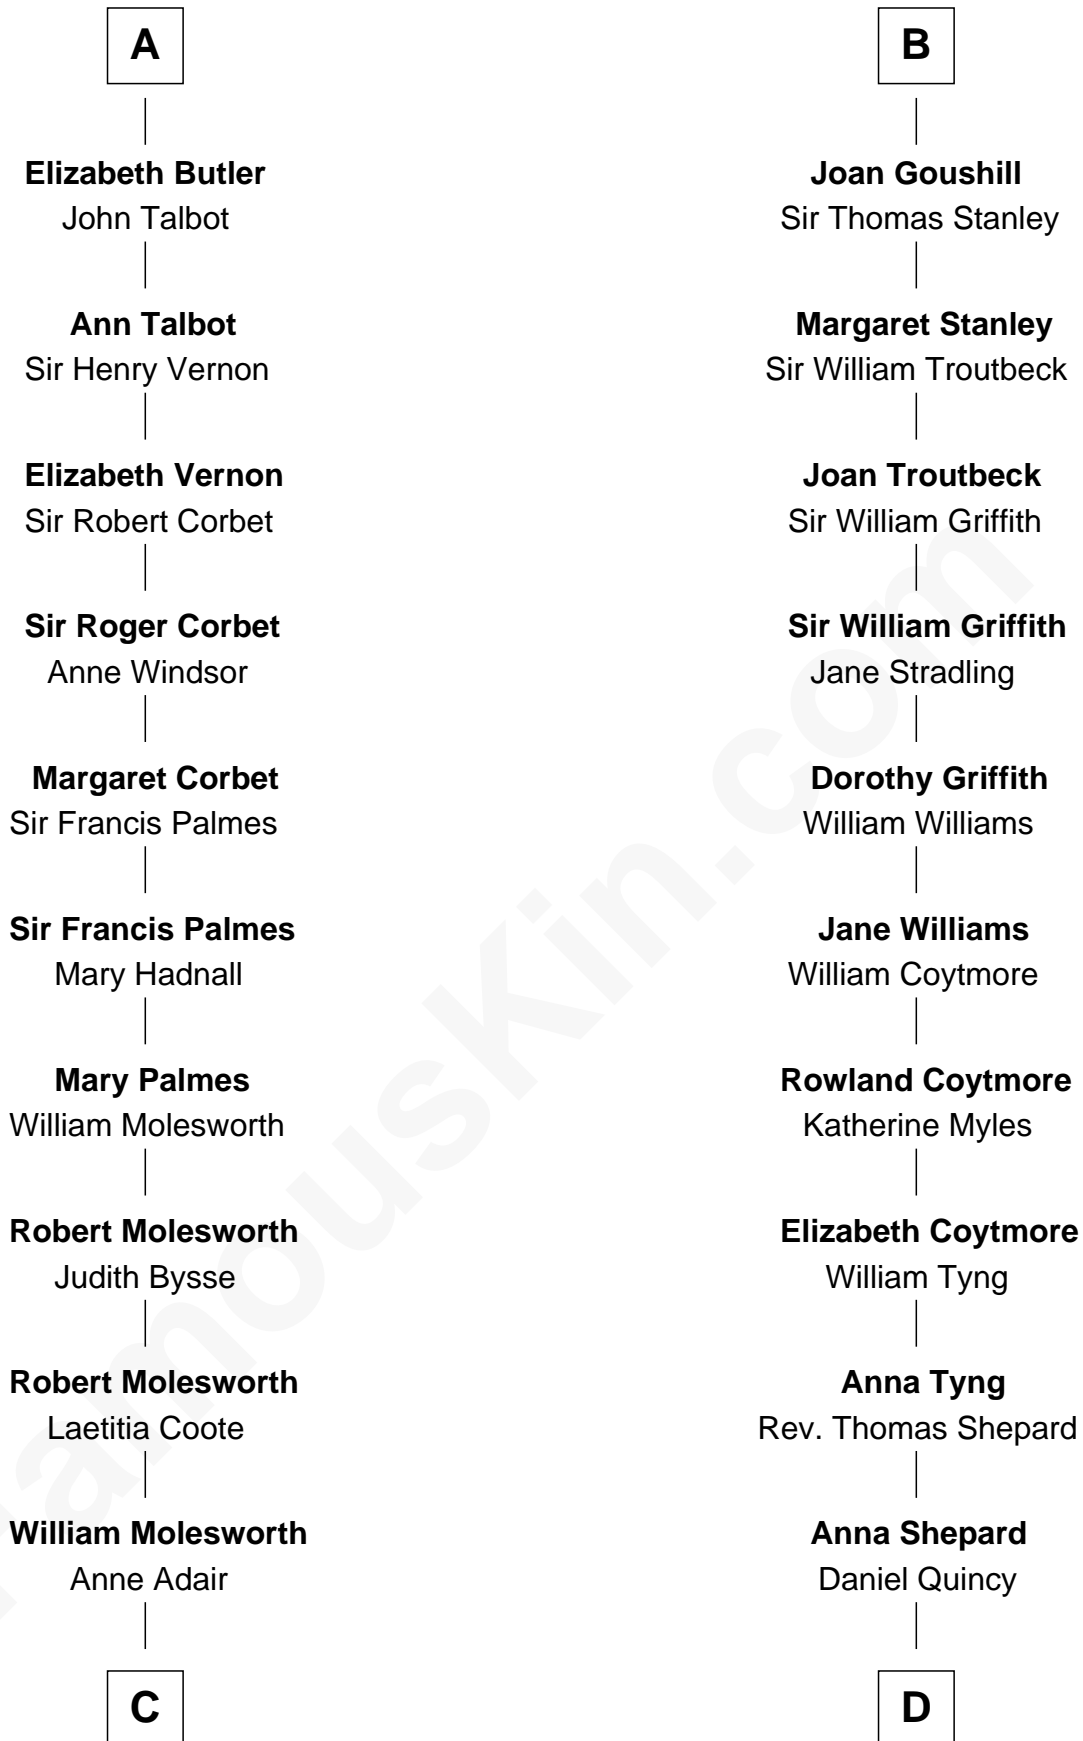 A
Elizabeth Butler
John Talbot
Ann Talbot
Sir Henry Vernon
Elizabeth Vernon
Sir Robert Corbet
Sir Roger Corbet
Anne Windsor
Margaret Corbet
Sir Francis Palmes
Sir Francis Palmes
Mary Hadnall
Mary Palmes
William Molesworth
Robert Molesworth
Judith Bysse
Robert Molesworth
Laetitia Coote
William Molesworth
Anne Adair
C
B
Joan Goushill
Sir Thomas Stanley
Margaret Stanley
Sir William Troutbeck
Joan Troutbeck
Sir William Griffith
Sir William Griffith
Jane Stradling
Dorothy Griffith
William Williams
Jane Williams
William Coytmore
Rowland Coytmore
Katherine Myles
Elizabeth Coytmore
William Tyng
Anna Tyng
Rev. Thomas Shepard
Anna Shepard
Daniel Quincy
D
FamousKin.com